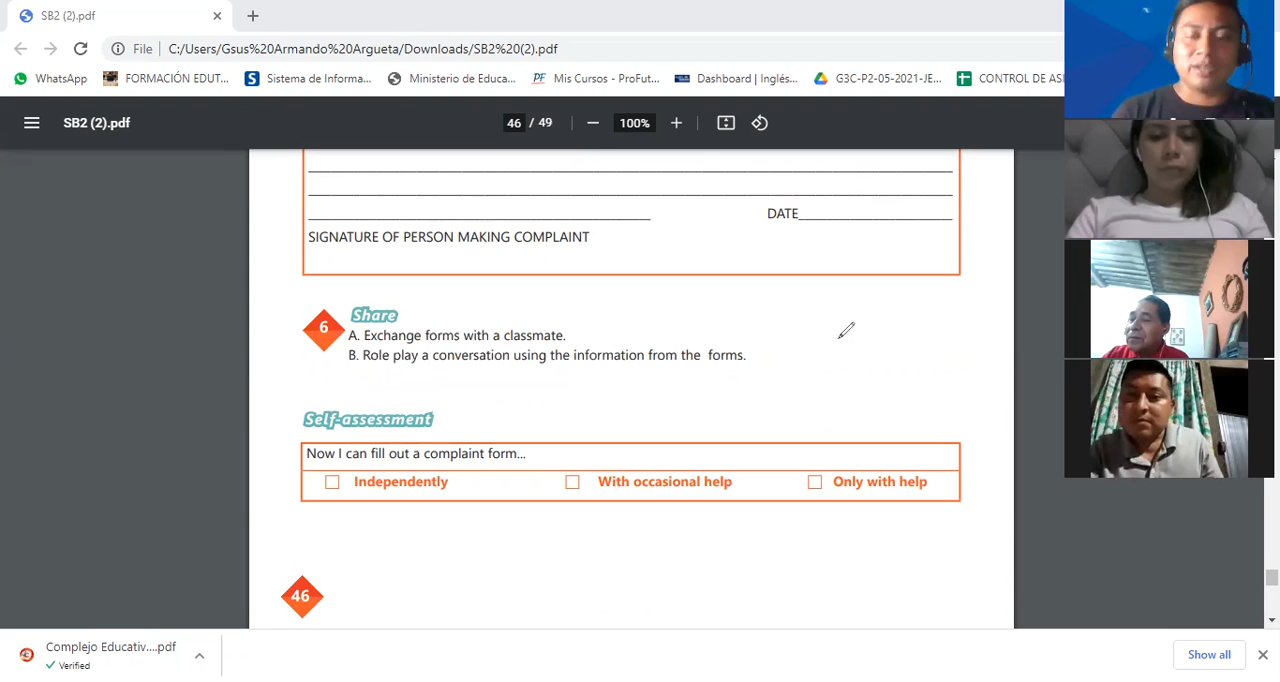 SB2 (2).pdf
File C:/Users/Gsus%20Armando%20Argueta/Downloads/SB2%20(2).pdf
WhatsApp FORMACIÓN EDUT... Sistema de Informa... Ministerio de Educa... Mis Cursos - ProFut... Dashboard | Inglés,... G3C-P2-05-2021-JE... CONTROL DE ASI
SB2 (2).pdf 46 / 49 100%
DATE
SIGNATURE OF PERSON MAKING COMPLAINT
6 Share
A. Exchange forms with a classmate.
B. Role play a conversation using the information from the forms.
Self-assessment
Now I can fill out a complaint form...
Independently With occasional help Only with help
46
Complejo Educativ....pdf
Verified
Show all